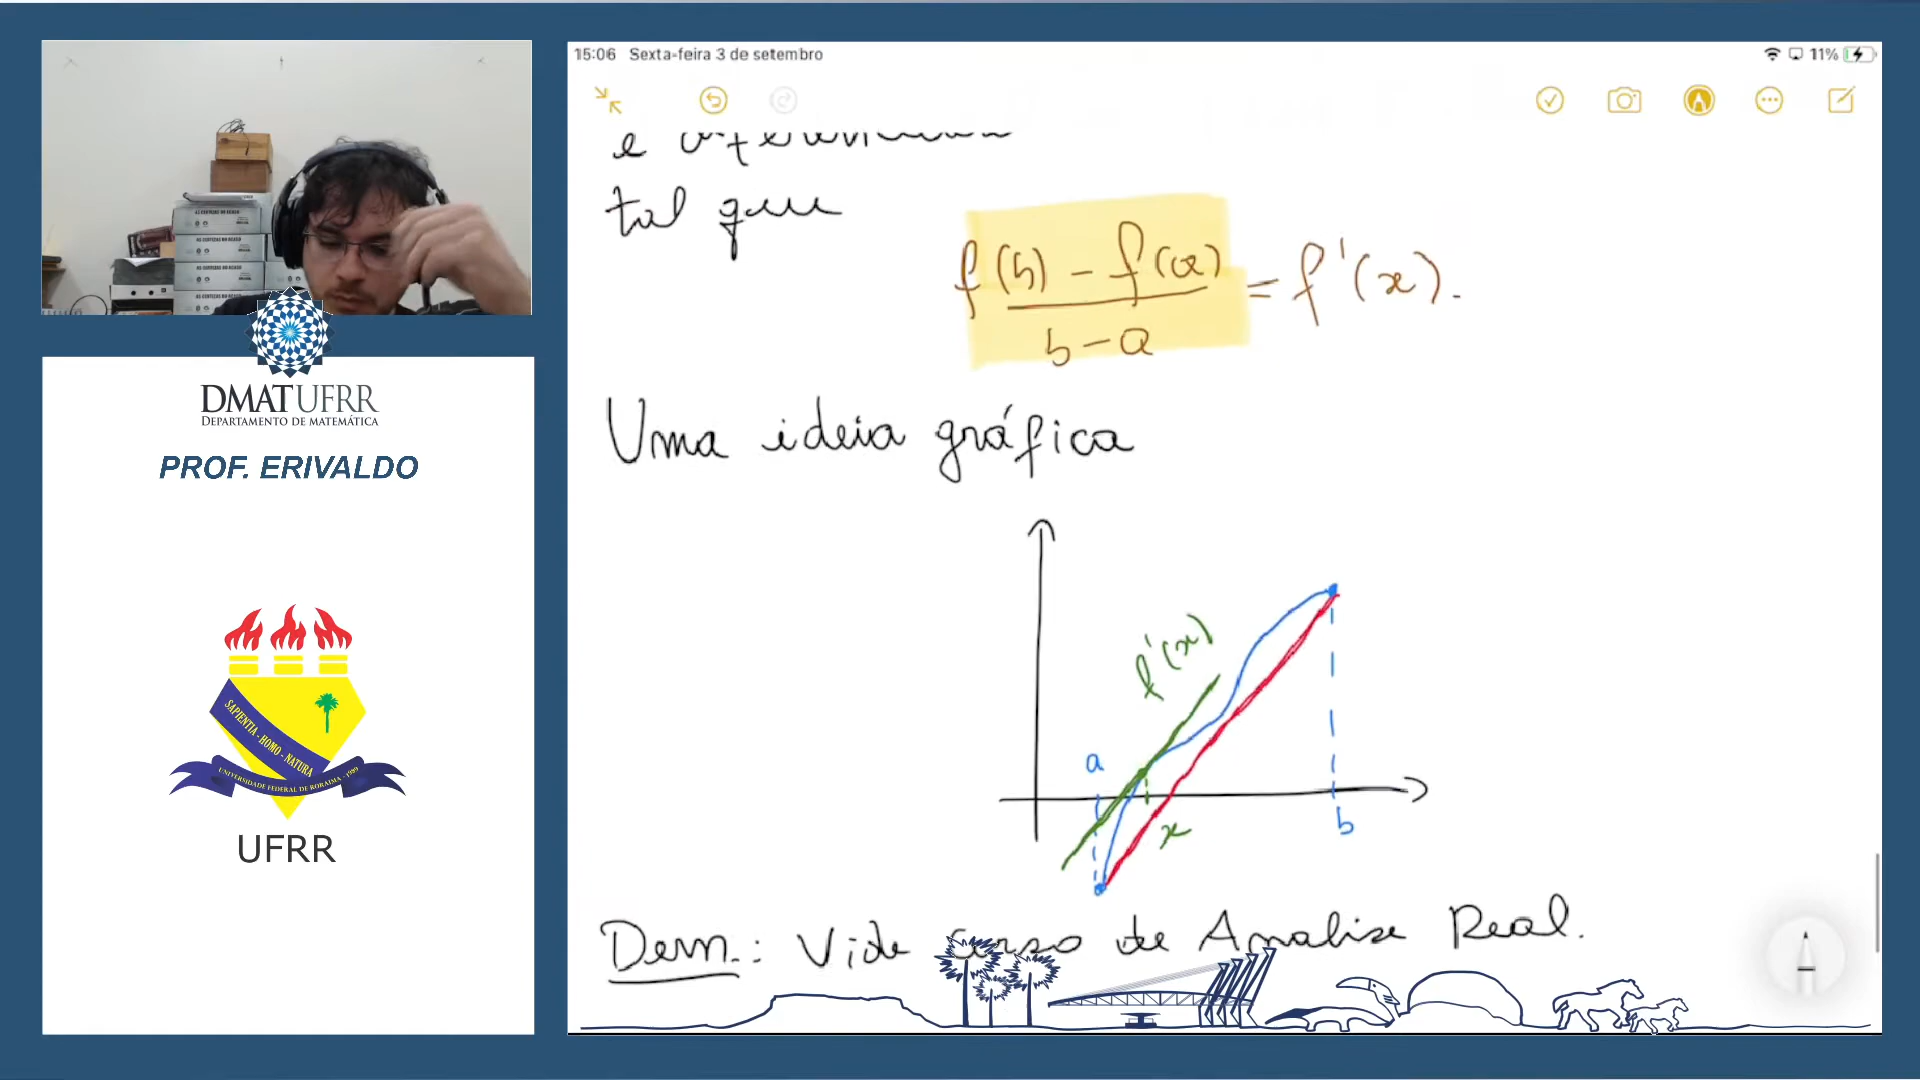 15:06 Sexta-feira 3 de setembro
11%
e
tal que
f(b) - f(a) / b - a = f'(x).
Uma ideia gráfica
f'(x)
a
x
b
Dem.: Vide curso de Analise Real.
DMATUFRR
DEPARTAMENTO DE MATEMÁTICA
PROF. ERIVALDO
SAPIENTIA - HOMO - NATURA
UNIVERSIDADE FEDERAL DE RORAIMA - 1989
UFRR